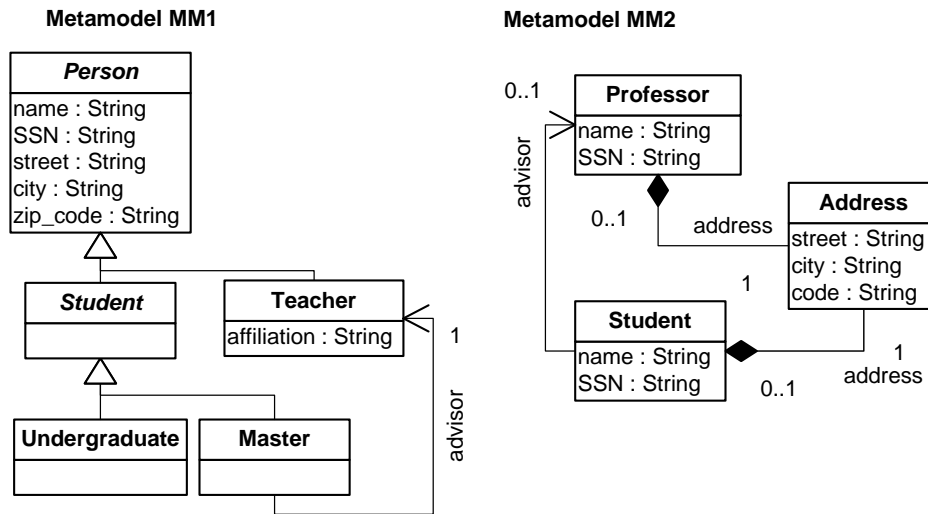 Metamodel MM1
Person
name : String
SSN : String
street : String
city : String
zip_code : String
Student
Teacher
affiliation : String
1
advisor
Undergraduate
Master
Metamodel MM2
0..1
Professor
name : String
SSN : String
advisor
0..1
address
Address
street : String
city : String
code : String
1
Student
name : String
SSN : String
0..1
1
address